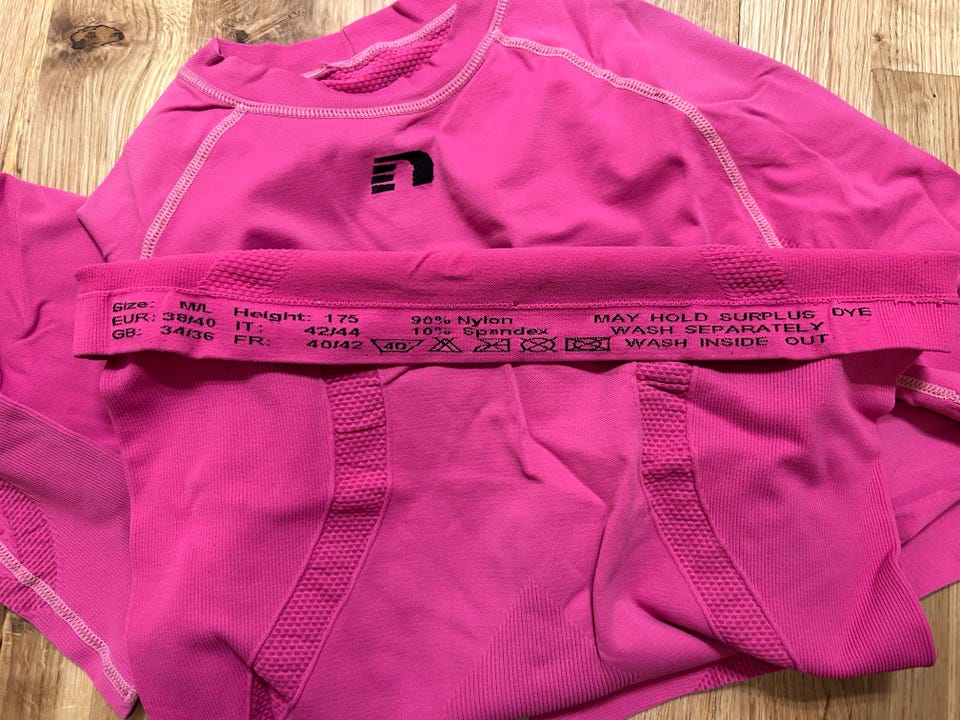 Size: M/L
EUR: 38/40
GB: 34/36
Height: 175
IT: 42/44
FR: 40/42
90% Nylon
10% Spandex
40
MAY HOLD SURPLUS DYE
WASH SEPARATELY
WASH INSIDE OUT
n